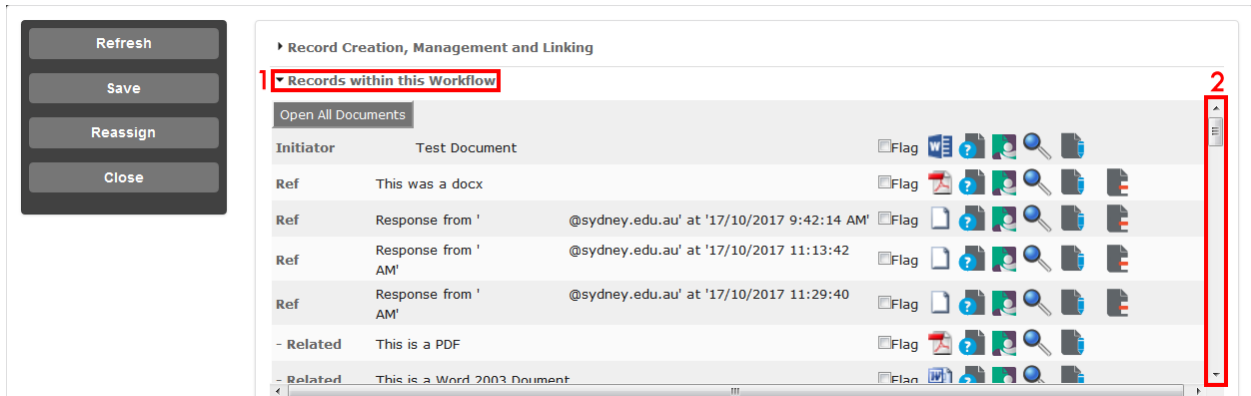 Refresh
Save
Reassign
Close
Record Creation, Management and Linking
1 Records within this Workflow
2
Open All Documents
Initiator Test Document Flag
Ref This was a docx Flag
Ref Response from ' @sydney.edu.au' at '17/10/2017 9:42:14 AM' Flag
Ref Response from ' @sydney.edu.au' at '17/10/2017 11:13:42
AM' Flag
Ref Response from ' @sydney.edu.au' at '17/10/2017 11:29:40
AM' Flag
- Related This is a PDF Flag
- Related This is a Word 2003 Doument Flag